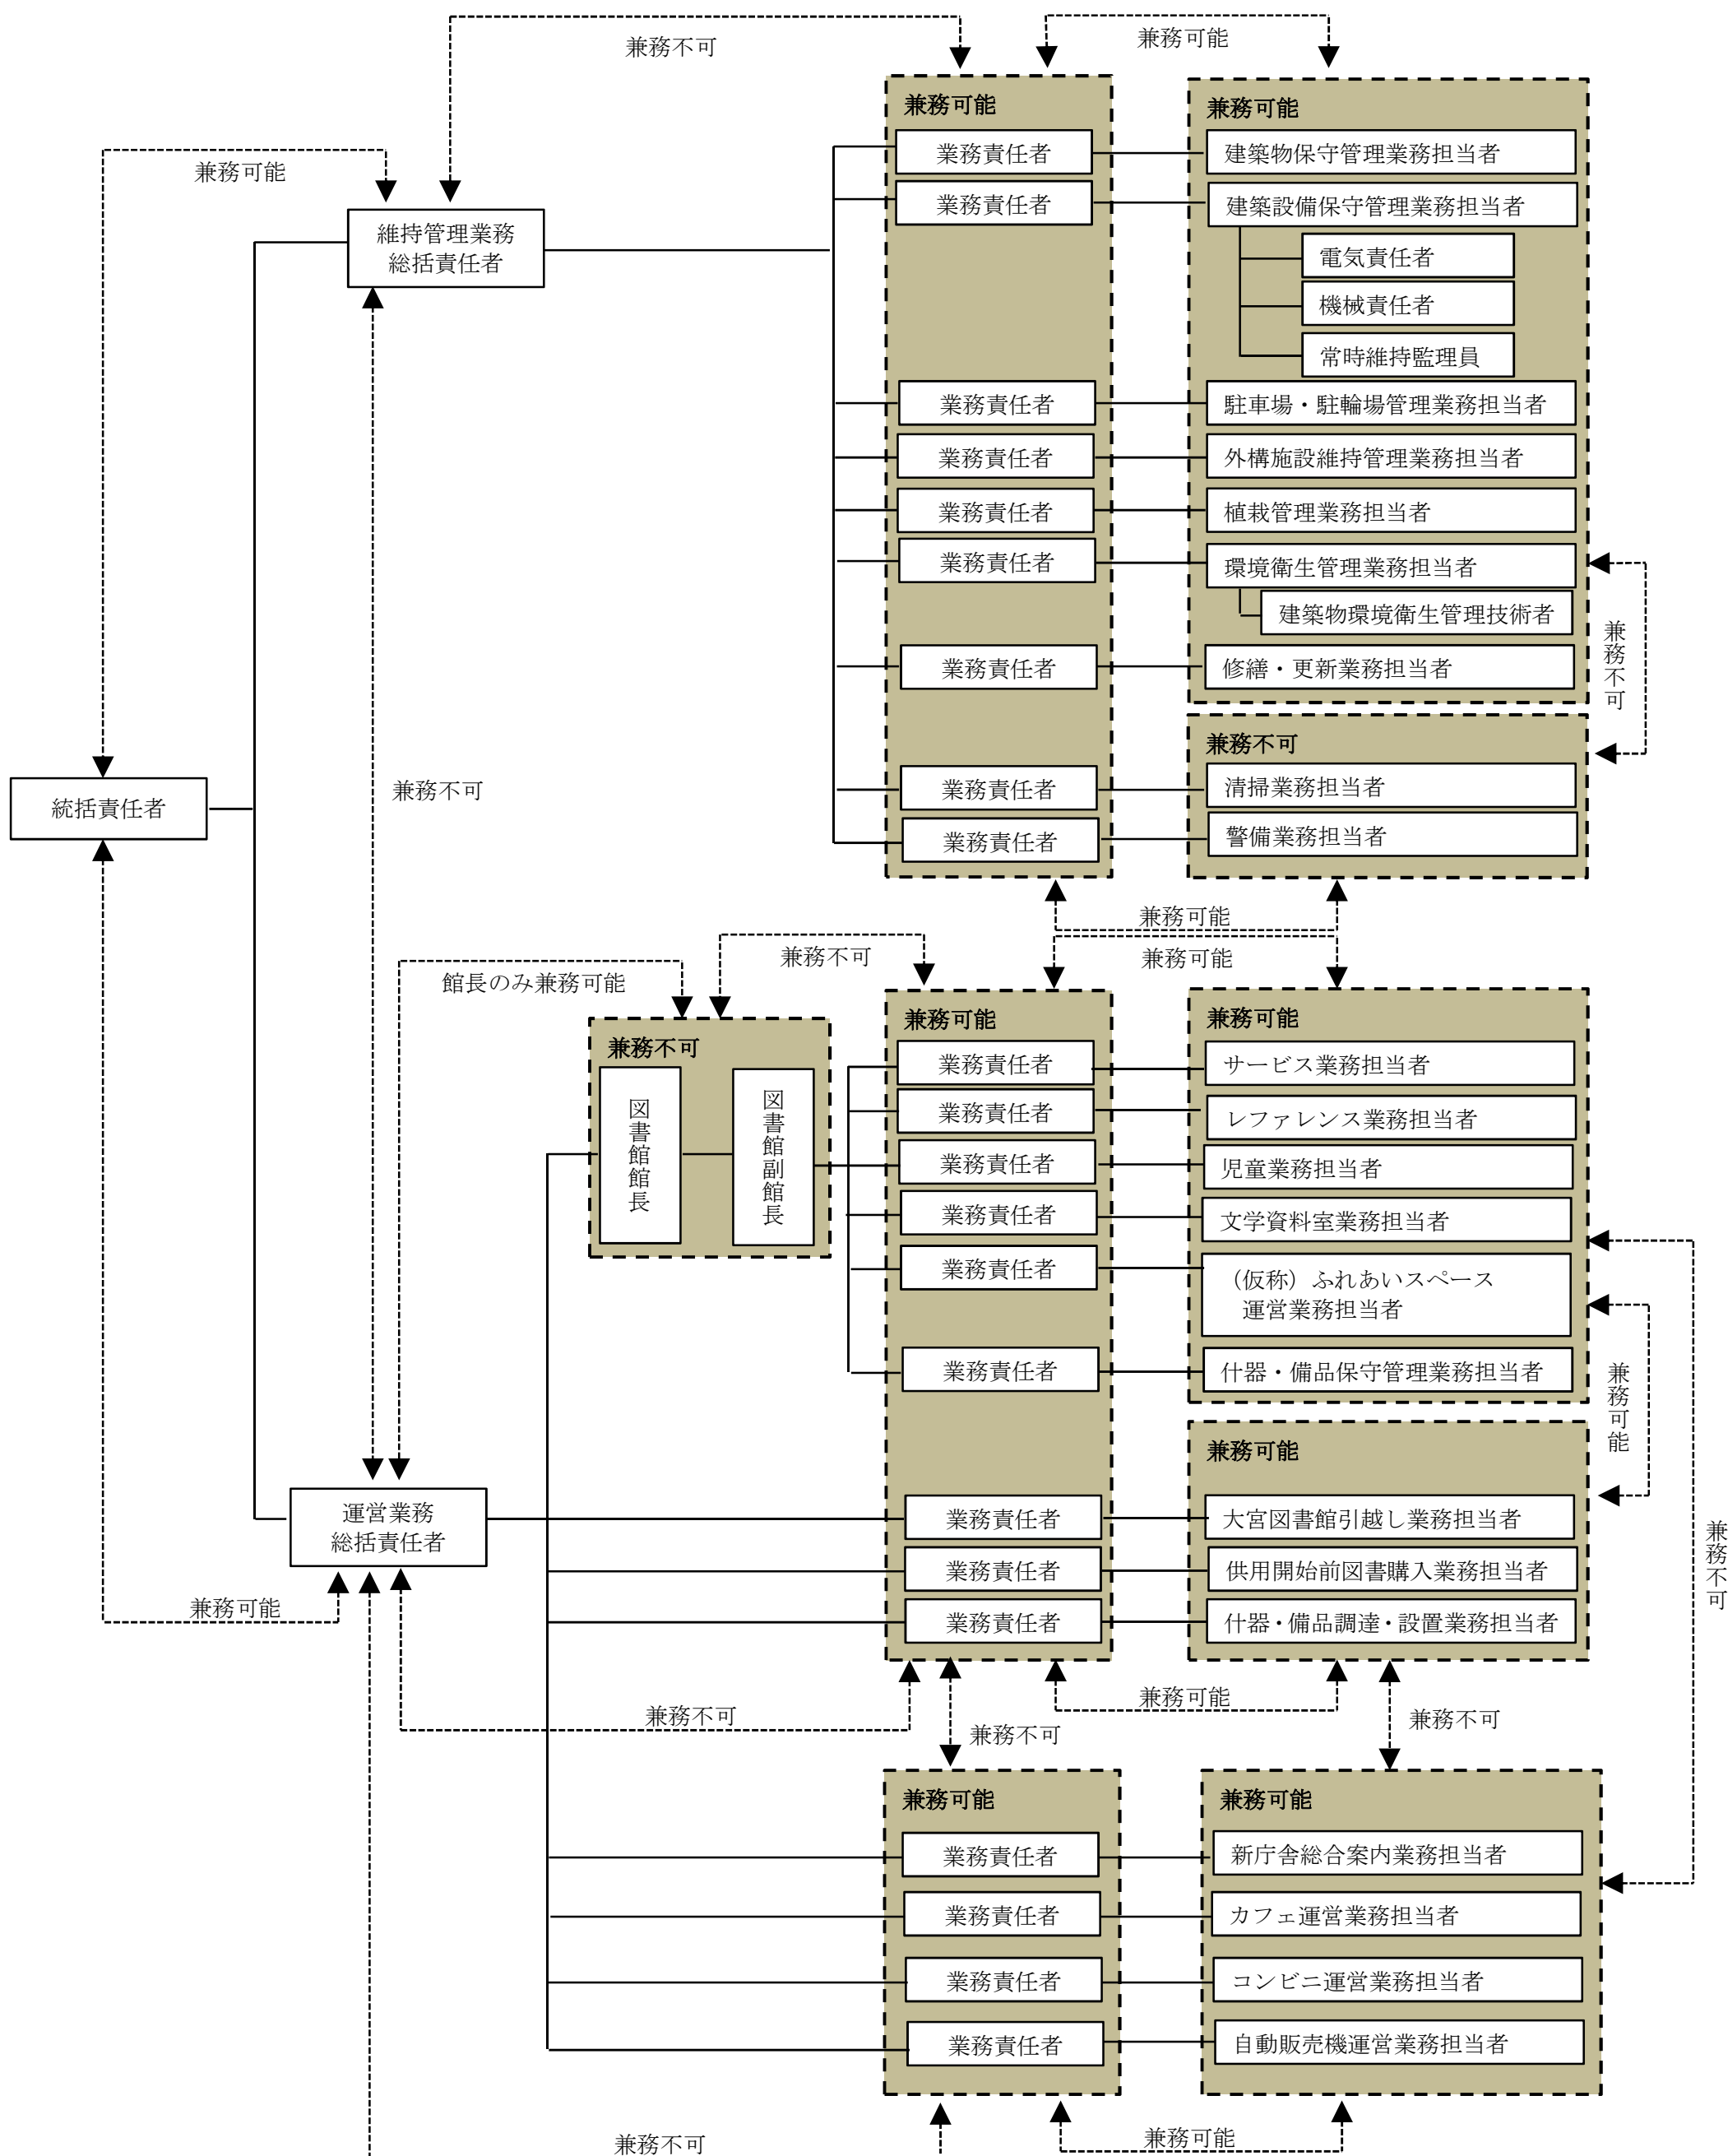 兼務不可
兼務可能
兼務可能
兼務可能
兼務可能
業務責任者
建築物保守管理業務担当者
業務責任者
建築設備保守管理業務担当者
維持管理業務
総括責任者
電気責任者
機械責任者
常時維持監理員
業務責任者
駐車場・駐輪場管理業務担当者
業務責任者
外構施設維持管理業務担当者
業務責任者
植栽管理業務担当者
業務責任者
環境衛生管理業務担当者
建築物環境衛生管理技術者
兼務不可
業務責任者
修繕・更新業務担当者
兼務不可
兼務不可
業務責任者
清掃業務担当者
統括責任者
業務責任者
警備業務担当者
兼務可能
兼務不可
兼務可能
館長のみ兼務可能
兼務可能
兼務可能
兼務不可
図書館館長
図書館副館長
業務責任者
サービス業務担当者
業務責任者
レファレンス業務担当者
業務責任者
児童業務担当者
業務責任者
文学資料室業務担当者
業務責任者
（仮称）ふれあいスペース
運営業務担当者
業務責任者
什器・備品保守管理業務担当者
兼務可能
兼務可能
運営業務
総括責任者
業務責任者
大宮図書館引越し業務担当者
兼務不可
業務責任者
供用開始前図書購入業務担当者
兼務可能
業務責任者
什器・備品調達・設置業務担当者
兼務不可
兼務可能
兼務不可
兼務不可
兼務可能
兼務可能
業務責任者
新庁舎総合案内業務担当者
業務責任者
カフェ運営業務担当者
業務責任者
コンビニ運営業務担当者
業務責任者
自動販売機運営業務担当者
兼務不可
兼務可能